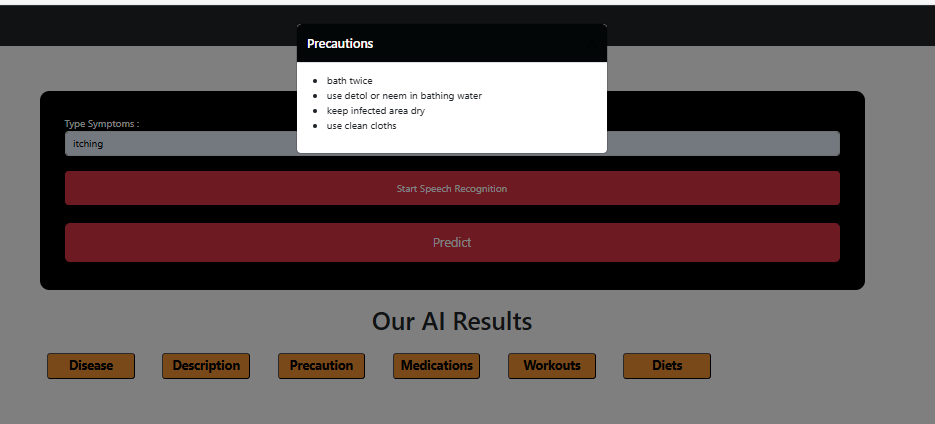 Precautions
bath twice
use detol or neem in bathing water
keep infected area dry
use clean cloths
Type Symptoms :
itching
Start Speech Recognition
Predict
Our AI Results
Disease Description Precaution Medications Workouts Diets